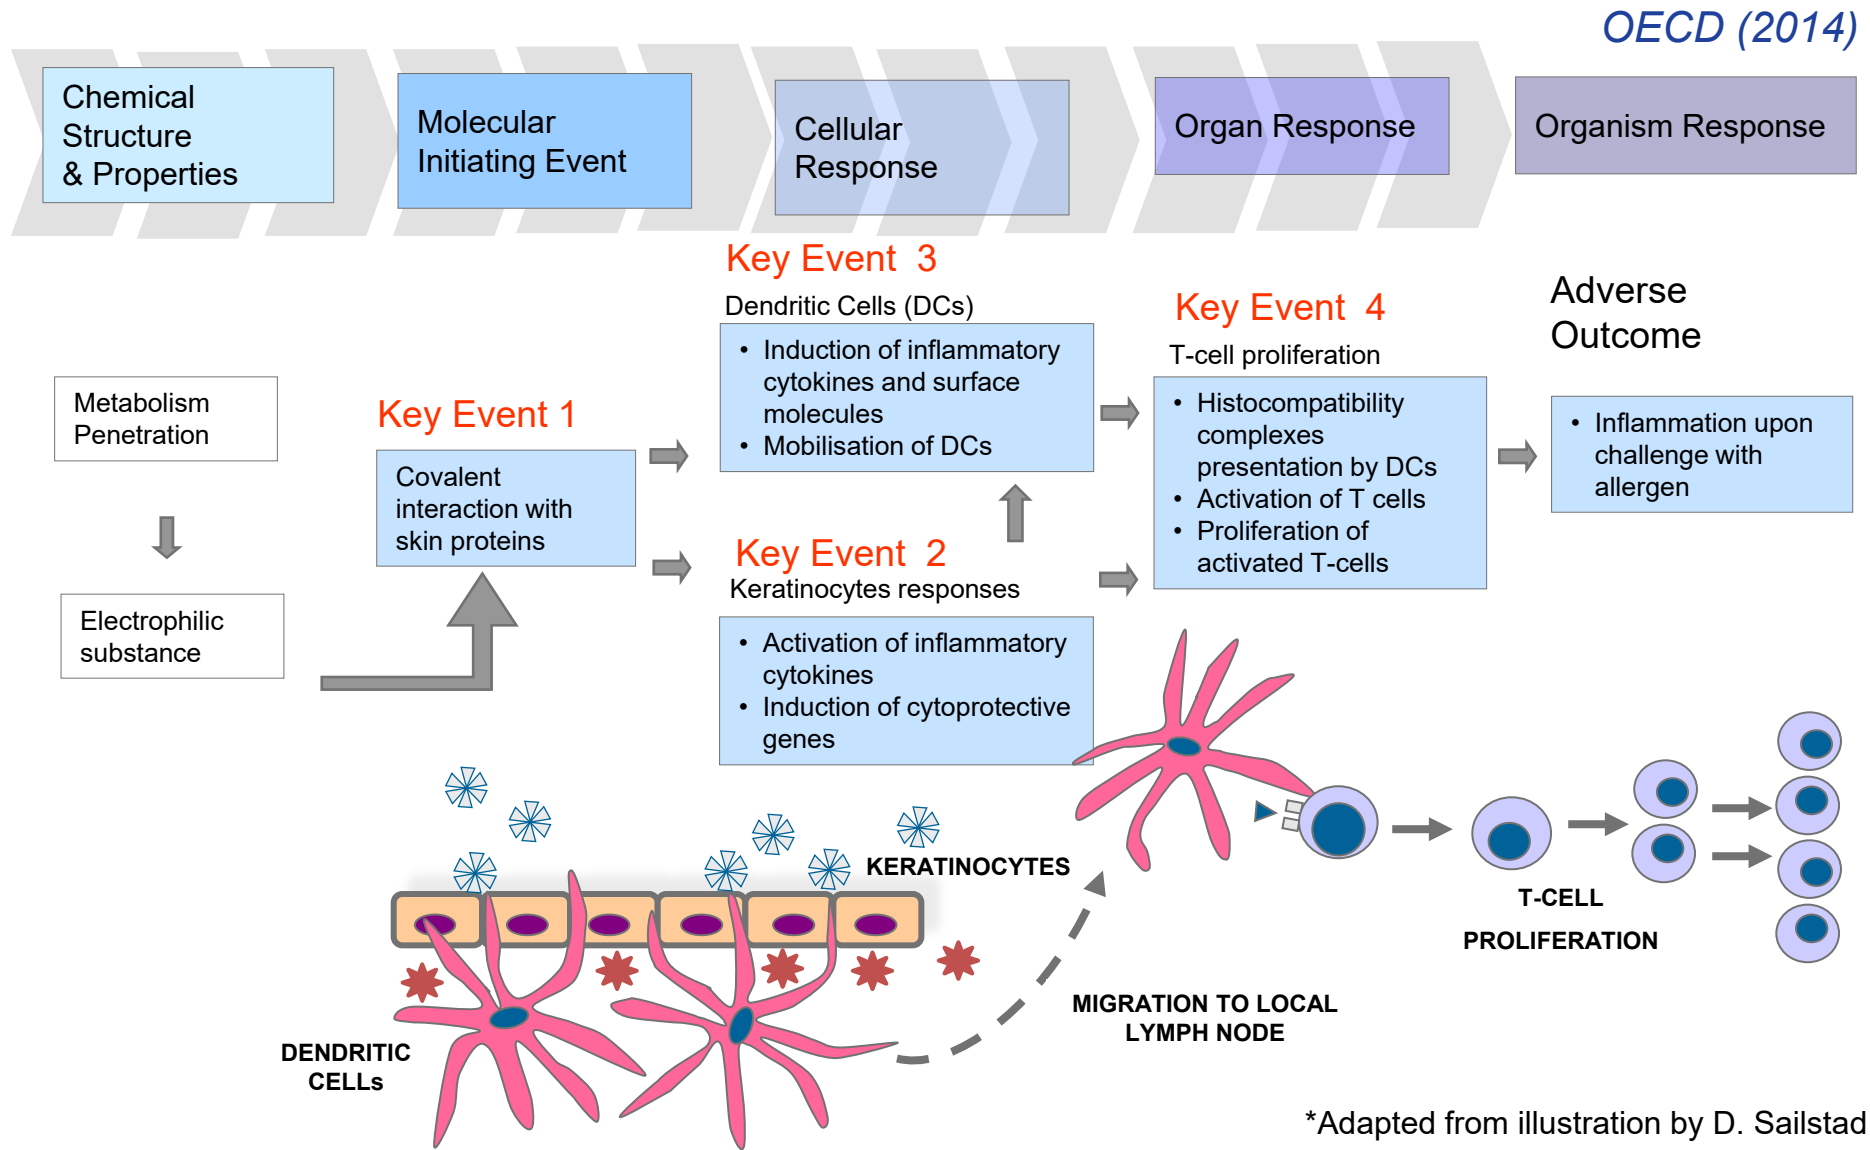 OECD (2014)
Chemical
Structure
& Properties
Molecular
Initiating Event
Cellular
Response
Organ Response
Organism Response
Metabolism
Penetration
Electrophilic
substance
Key Event 1
Covalent
interaction with
skin proteins
Key Event 3
Dendritic Cells (DCs)
• Induction of inflammatory
cytokines and surface
molecules
• Mobilisation of DCs
Key Event 2
Keratinocytes responses
• Activation of inflammatory
cytokines
• Induction of cytoprotective
genes
Key Event 4
T-cell proliferation
• Histocompatibility
complexes
presentation by DCs
• Activation of T cells
• Proliferation of
activated T-cells
Adverse
Outcome
• Inflammation upon
challenge with
allergen
KERATINOCYTES
DENDRITIC
CELLs
MIGRATION TO LOCAL
LYMPH NODE
T-CELL
PROLIFERATION
*Adapted from illustration by D. Sailstad